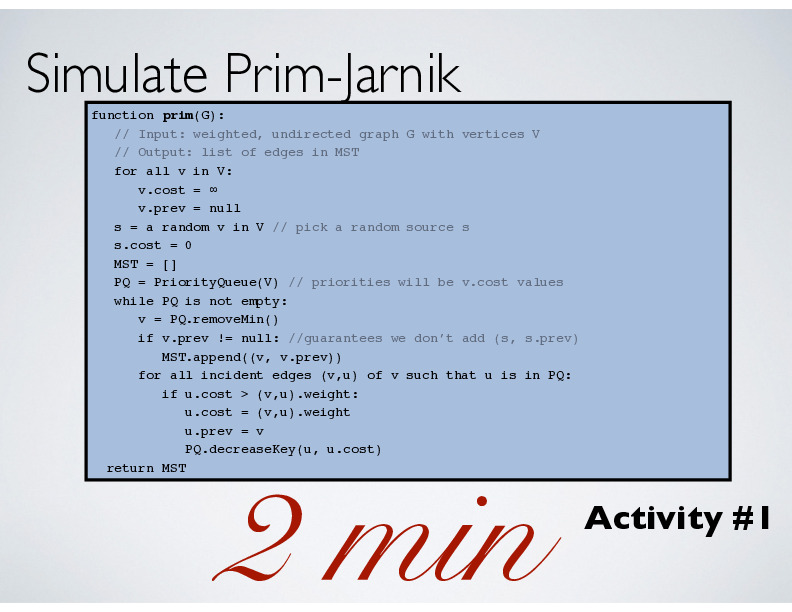 Simulate Prim-Jarnik
function prim(G):
// Input: weighted, undirected graph G with vertices V
// Output: list of edges in MST
for all v in V:
v.cost = ∞
v.prev = null
s = a random v in V // pick a random source s
s.cost = 0
MST = []
PQ = PriorityQueue(V) // priorities will be v.cost values
while PQ is not empty:
v = PQ.removeMin()
if v.prev != null: //guarantees we don't add (s, s.prev)
MST.append((v, v.prev))
for all incident edges (v,u) of v such that u is in PQ:
if u.cost > (v,u).weight:
u.cost = (v,u).weight
u.prev = v
PQ.decreaseKey(u, u.cost)
return MST
2 min
Activity #1